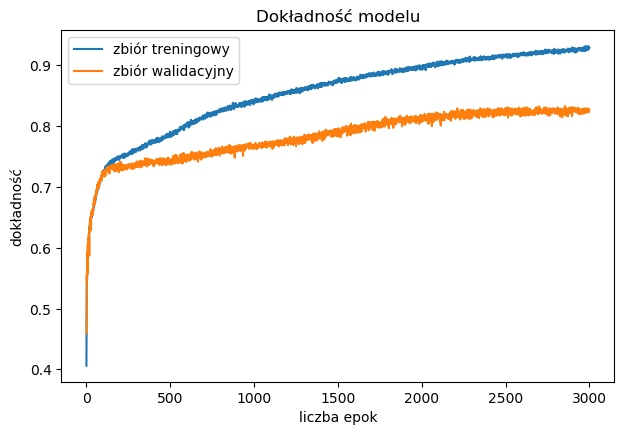 Dokładność modelu
zbiór treningowy
zbiór walidacyjny
dokładność
0.9
0.8
0.7
0.6
0.5
0.4
0
500
1000
1500
2000
2500
3000
liczba epok